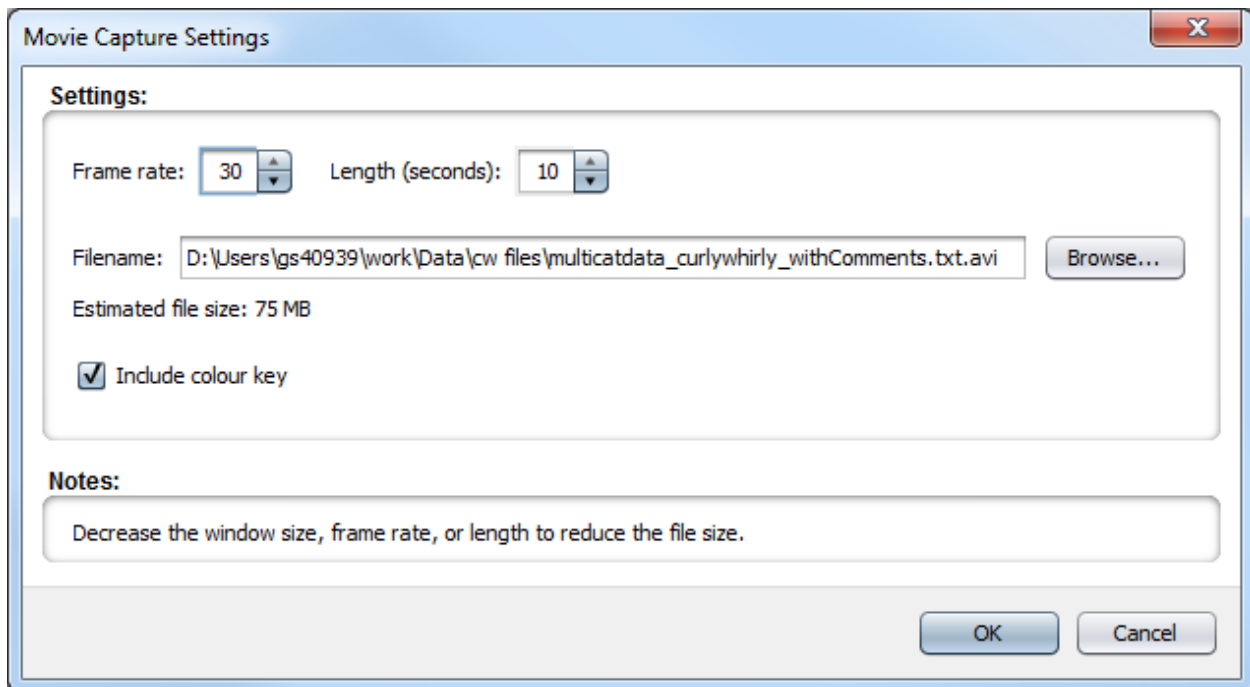 Movie Capture Settings
Settings:
Frame rate: 30 Length (seconds): 10
Filename: D:\Users\gs40939\work\Data\cw files\multicatdata_curlywhirly_withComments.txt.avi Browse...
Estimated file size: 75 MB
Include colour key
Notes:
Decrease the window size, frame rate, or length to reduce the file size.
OK Cancel